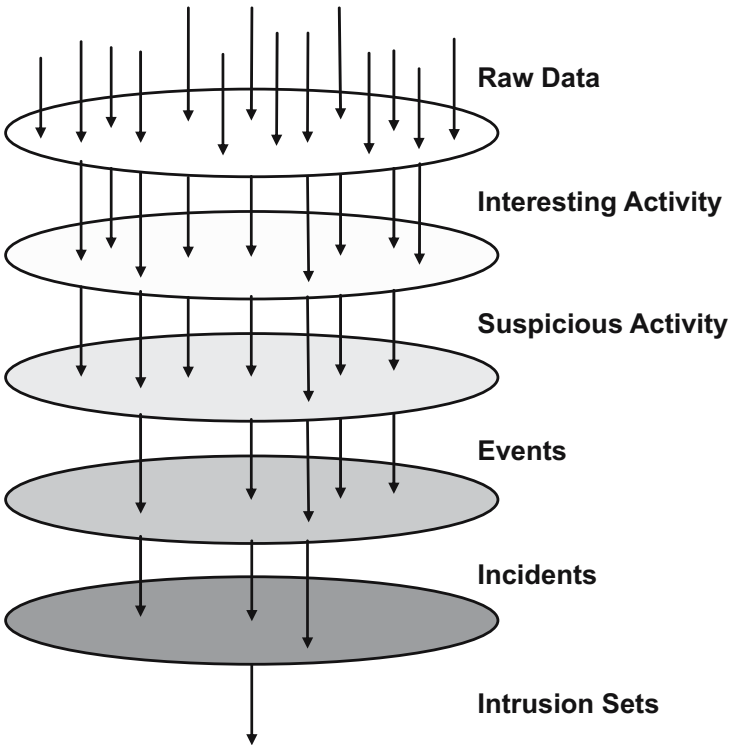 Raw Data
Interesting Activity
Suspicious Activity
Events
Incidents
Intrusion Sets